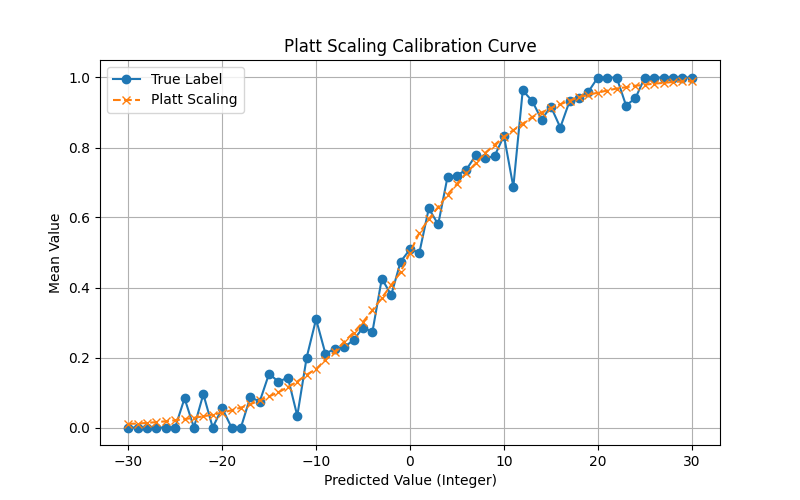 Platt Scaling Calibration Curve
True Label
Platt Scaling
1.0
0.8
0.6
0.4
0.2
0.0
Mean Value
−30 −20 −10 0 10 20 30
Predicted Value (Integer)